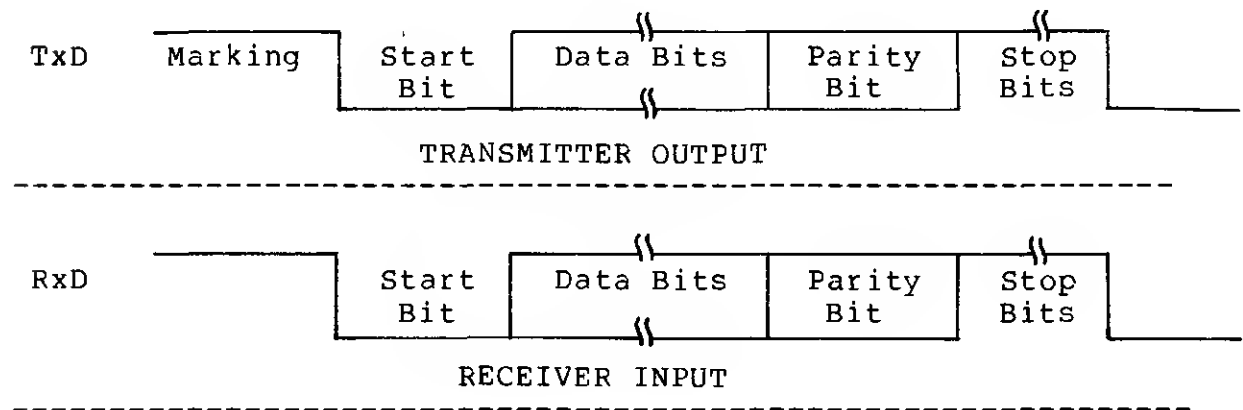 TxD Marking Start Data Bits Parity Stop
Bit Bit Bits
TRANSMITTER OUTPUT
RxD Start Data Bits Parity Stop
Bit Bit Bits
RECEIVER INPUT